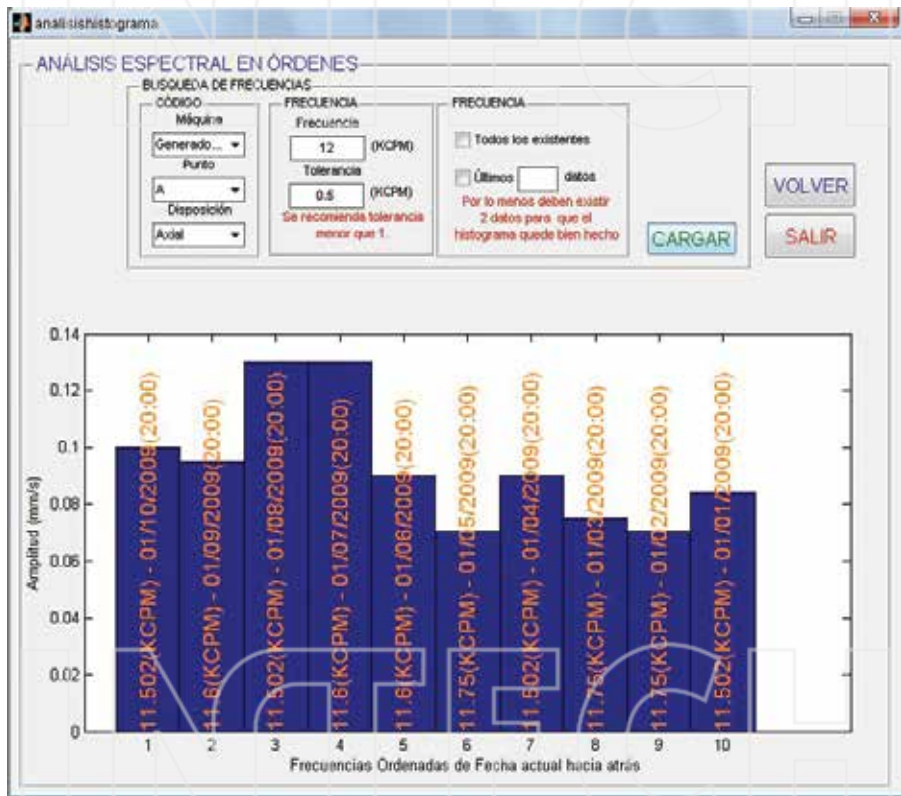 analisishistograma
ANÁLISIS ESPECTRAL EN ÓRDENES
BUSQUEDA DE FRECUENCIAS
CÓDIGO
Máquina
Generado...
Punto
A
Disposición
Axial
FRECUENCIA
Frecuencia
12 (KCPM)
Tolerancia
0.5 (KCPM)
Se recomienda tolerancia
menor que 1.
FRECUENCIA
Todos los existentes
Últimos datos
Por lo menos deben existir
2 datos para que el
histograma quede bien hecho
CARGAR
VOLVER
SALIR
Amplitud (mm/s)
0.14
0.12
0.1
0.08
0.06
0.04
0.02
0
11.502(KCPM) - 01/10/2009(20:00)
11.6(KCPM) - 01/09/2009(20:00)
11.502(KCPM) - 01/08/2009(20:00)
11.6(KCPM) - 01/07/2009(20:00)
11.6(KCPM) - 01/06/2009(20:00)
11.75(KCPM) - 01/05/2009(20:00)
11.502(KCPM) - 01/04/2009(20:00)
11.75(KCPM) - 01/03/2009(20:00)
11.75(KCPM) - 01/02/2009(20:00)
11.502(KCPM) - 01/01/2009(20:00)
1 2 3 4 5 6 7 8 9 10
Frecuencias Ordenadas de Fecha actual hacia atrás